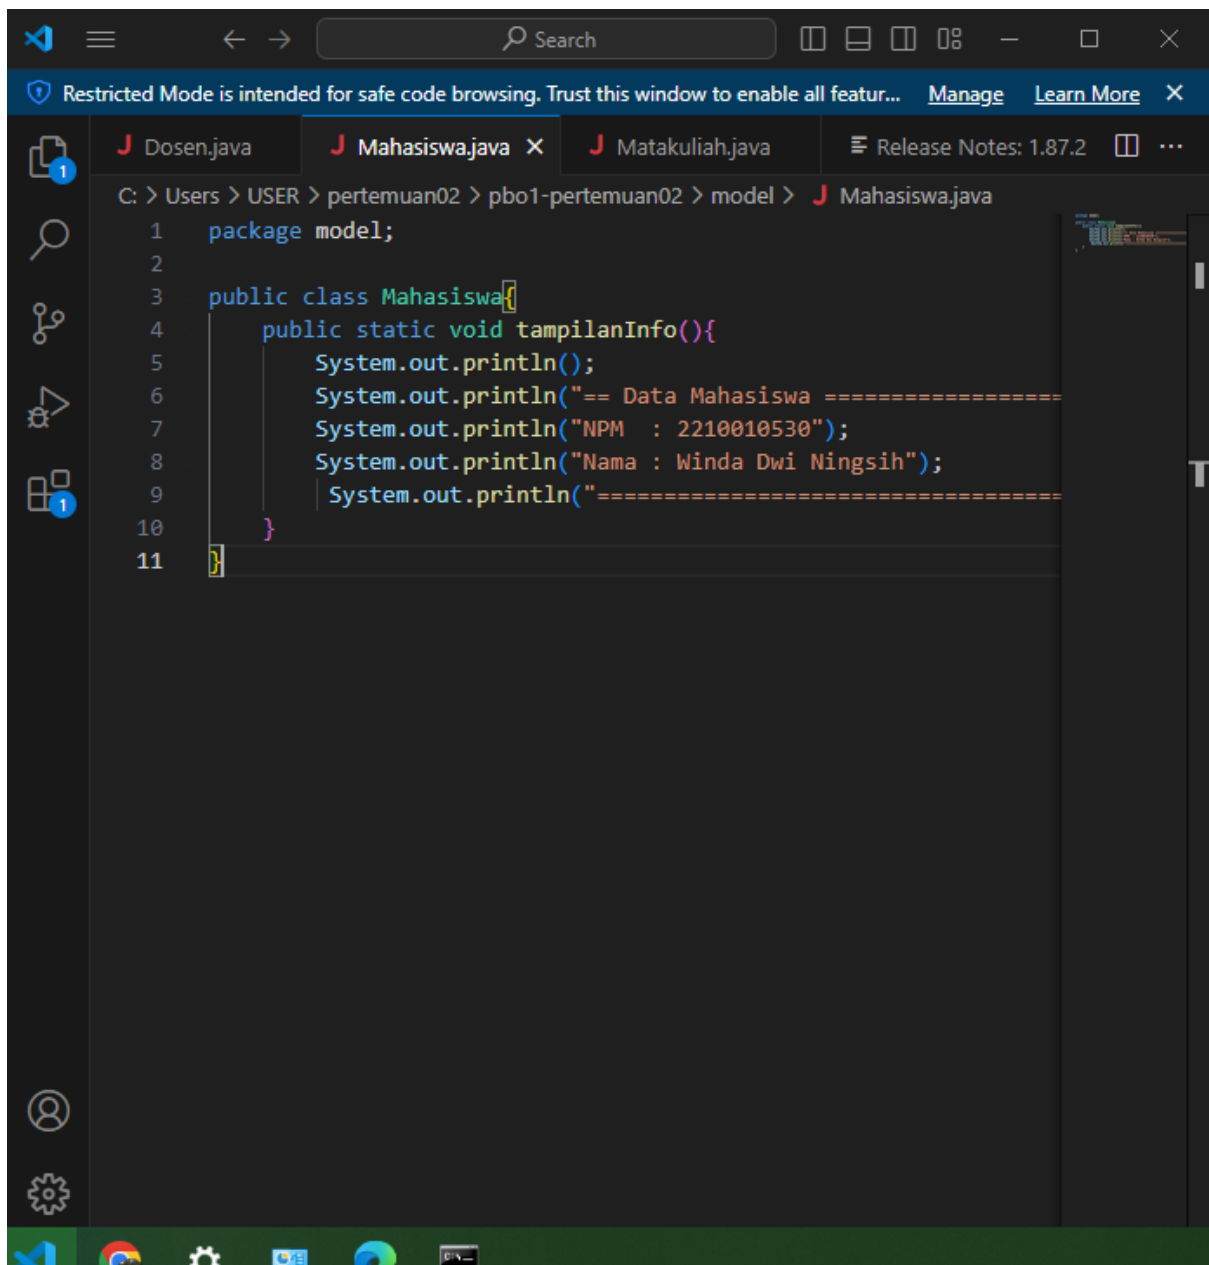 Search
Restricted Mode is intended for safe code browsing. Trust this window to enable all featur... Manage Learn More
J Dosen.java J Mahasiswa.java J Matakuliah.java Release Notes: 1.87.2 ...
C: > Users > USER > pertemuan02 > pbo1-pertemuan02 > model > J Mahasiswa.java
1 package model;
2
3 public class Mahasiswa{
4 public static void tampilanInfo(){
5 System.out.println();
6 System.out.println("== Data Mahasiswa ==================
7 System.out.println("NPM  : 2210010530");
8 System.out.println("Nama : Winda Dwi Ningsih");
9 System.out.println("===================================
10 }
11 }
1
1